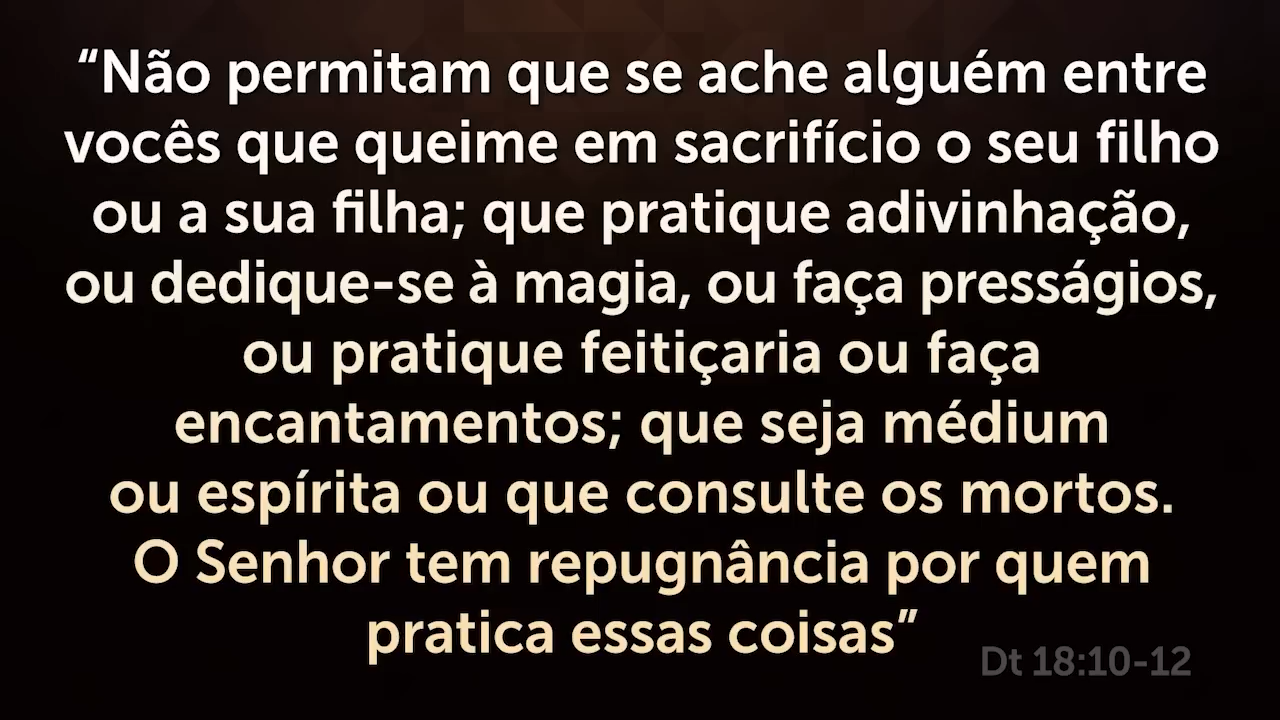 “Não permitam que se ache alguém entre
vocês que queime em sacrifício o seu filho
ou a sua filha; que pratique adivinhação,
ou dedique-se à magia, ou faça presságios,
ou pratique feitiçaria ou faça
encantamentos; que seja médium
ou espírita ou que consulte os mortos.
O Senhor tem repugnância por quem
pratica essas coisas”
Dt 18:10-12